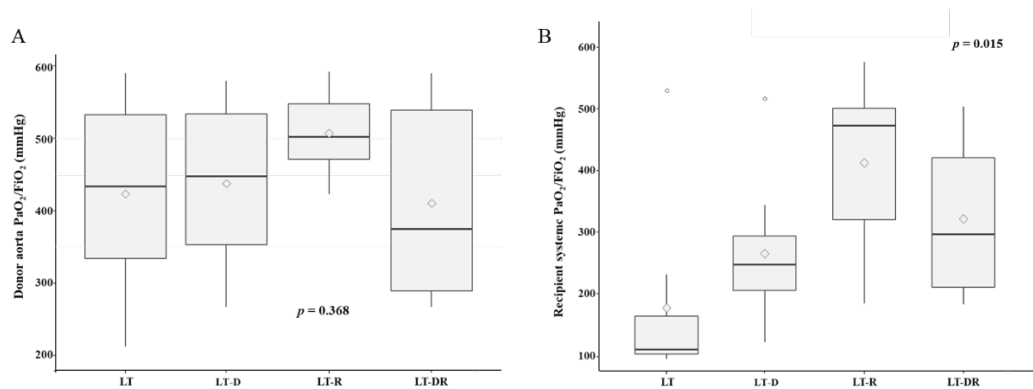 A
Donor aorta PaO₂/FiO₂ (mmHg)
600
500
400
300
200
p = 0.368
LT LT-D LT-R LT-DR
B
Recipient systemc PaO₂/FiO₂ (mmHg)
600
500
400
300
200
100
p = 0.015
LT LT-D LT-R LT-DR